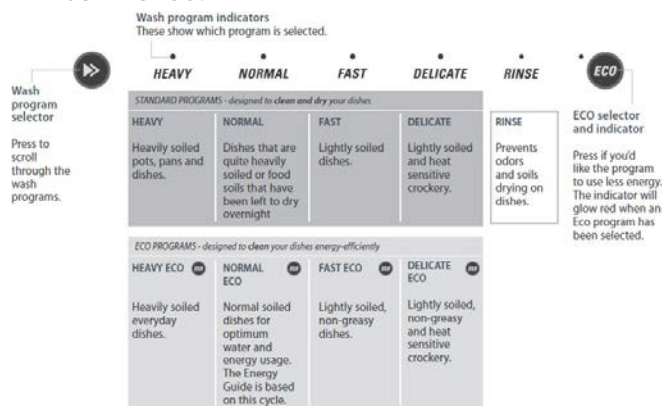 Wash program indicators
These show which program is selected.
HEAVY NORMAL FAST DELICATE RINSE ECO
Wash
program
selector
Press to
scroll
through the
wash
programs.
STANDARD PROGRAMS - designed to clean and dry your dishes
HEAVY
Heavily soiled
pots, pans and
dishes.
NORMAL
Dishes that are
quite heavily
soiled or food
soils that have
been left to dry
overnight
FAST
Lightly soiled
dishes.
DELICATE
Lightly soiled
and heat
sensitive
crockery.
RINSE
Prevents
odors
and soils
drying on
dishes.
ECO selector
and indicator
Press if you'd
like the program
to use less energy.
The indicator will
glow red when an
Eco program has
been selected.
ECO PROGRAMS - designed to clean your dishes energy-efficiently
HEAVY ECO
Heavily soiled
everyday
dishes.
NORMAL
ECO
Normal soiled
dishes for
optimum
water and
energy usage.
The Energy
Guide is based
on this cycle.
FAST ECO
Lightly soiled,
non-greasy
dishes.
DELICATE
ECO
Lightly soiled,
non-greasy
and heat
sensitive
crockery.